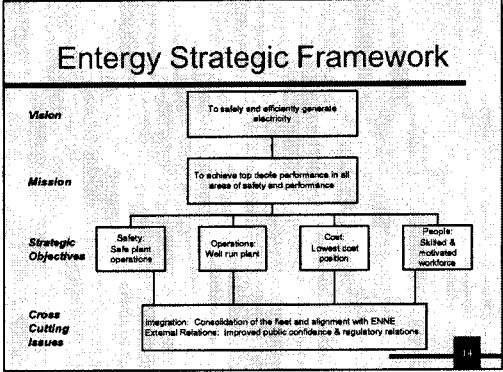 Entergy Strategic Framework
Vision
To safely and efficiently generate
electricity
Mission
To achieve top decile performance in all
areas of safety and performance
Strategic
Objectives
Safety:
Safe plant
operations
Operations:
Well run plant
Cost:
Lowest cost
position
People:
Skilled &
motivated
workforce
Cross
Cutting
Issues
Integration: Consolidation of the fleet and alignment with ENNE
External Relations: Improved public confidence & regulatory relations
14